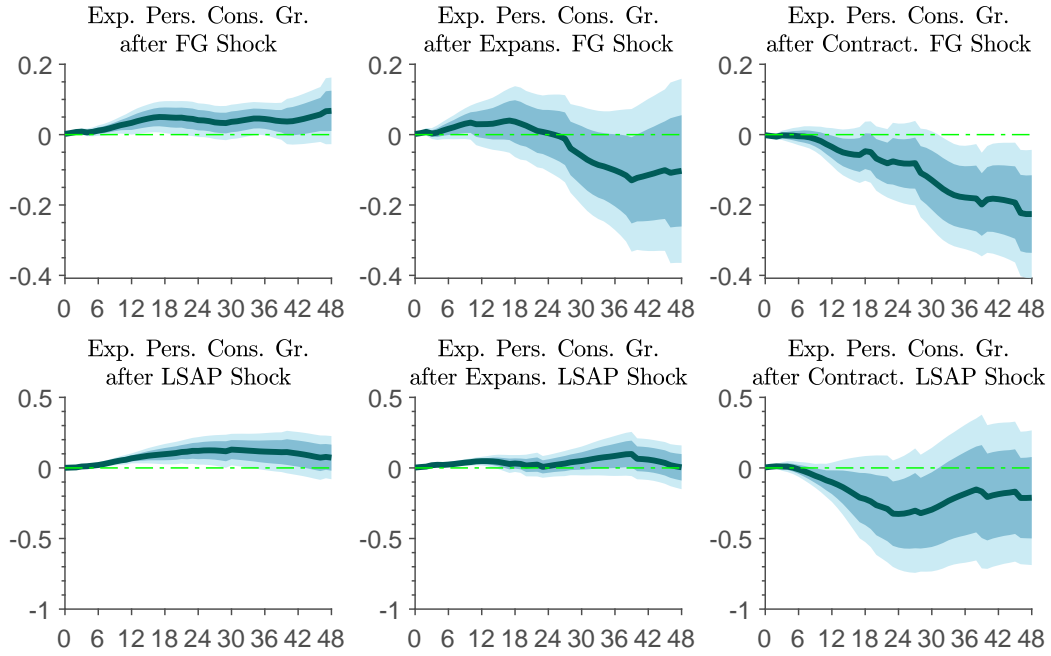 Exp. Pers. Cons. Gr.
after FG Shock
Exp. Pers. Cons. Gr.
after Expans. FG Shock
Exp. Pers. Cons. Gr.
after Contract. FG Shock
0.2
0
-0.2
-0.4
0 6 12 18 24 30 36 42 48
0.2
0
-0.2
-0.4
0 6 12 18 24 30 36 42 48
0.2
0
-0.2
-0.4
0 6 12 18 24 30 36 42 48
Exp. Pers. Cons. Gr.
after LSAP Shock
Exp. Pers. Cons. Gr.
after Expans. LSAP Shock
Exp. Pers. Cons. Gr.
after Contract. LSAP Shock
0.5
0
-0.5
-1
0 6 12 18 24 30 36 42 48
0.5
0
-0.5
-1
0 6 12 18 24 30 36 42 48
0.5
0
-0.5
-1
0 6 12 18 24 30 36 42 48